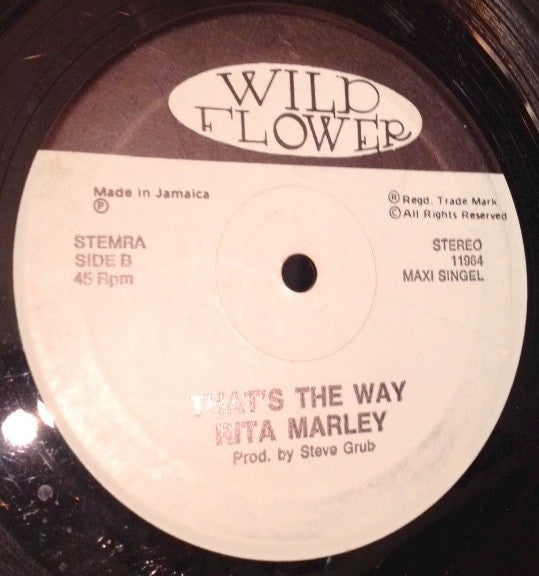 WILD
FLOWER
Made in Jamaica
Ⓟ
® Regd. Trade Mark
© All Rights Reserved
STEMRA
SIDE B
45 Rpm
STEREO
11964
MAXI SINGEL
THAT'S THE WAY
RITA MARLEY
Prod. by Steve Grub